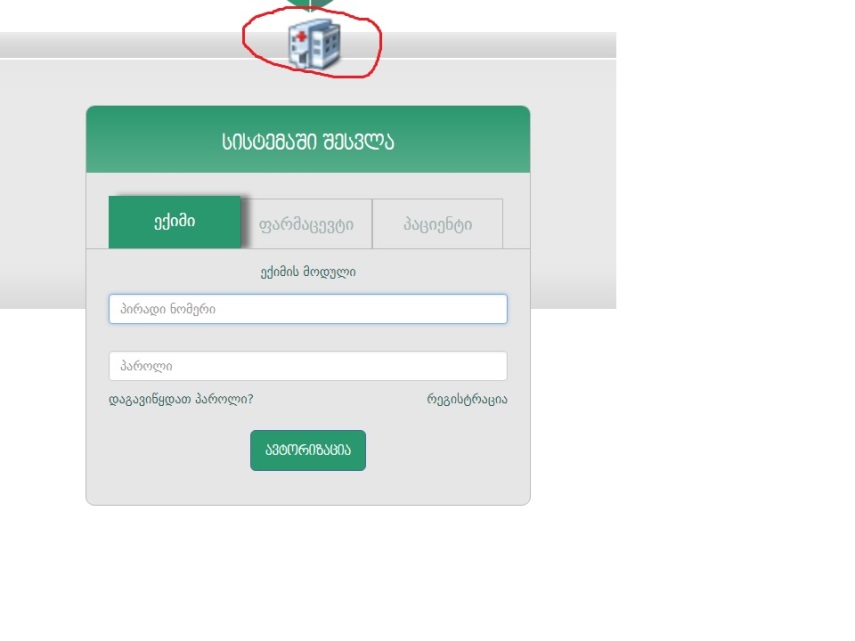 სისტემაში შესვლა
ექიმი ფარმაცევტი პაციენტი
ექიმის მოდული
პირადი ნომერი
პაროლი
დაგავიწყდათ პაროლი? რეგისტრაცია
ავტორიზაცია